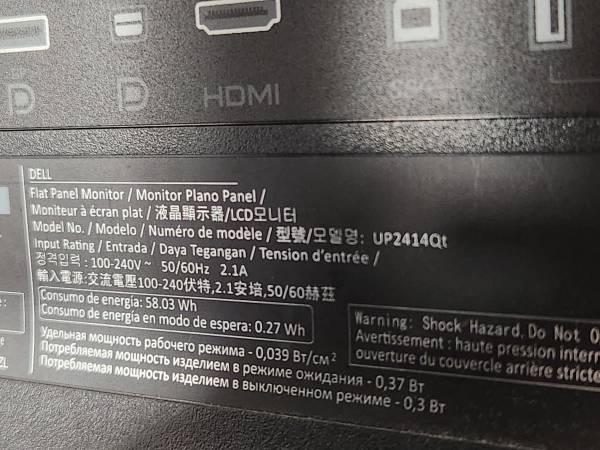 HDMI
DELL
Flat Panel Monitor / Monitor Plano Panel /
Moniteur à écran plat / 液晶顯示器/LCD모니터
Model No. / Modelo / Numéro de modèle / 型號/모델명: UP2414Qt
Input Rating / Entrada / Daya Tegangan / Tension d'entrée /
정격입력 : 100-240V ~ 50/60Hz 2.1A
輸入電源:交流電壓100-240伏特,2.1安培,50/60赫茲
Consumo de energía: 58.03 Wh
Consumo de energía en modo de espera: 0.27 Wh
Удельная мощность рабочего режима - 0,039 Вт/см²
Потребляемая мощность изделием в режиме ожидания - 0,37 Вт
Потребляемая мощность изделием в выключенном режиме - 0,3 Вт
Warning: Shock Hazard. Do Not
Avertissement : haute pression
ouverture du couvercle arrière